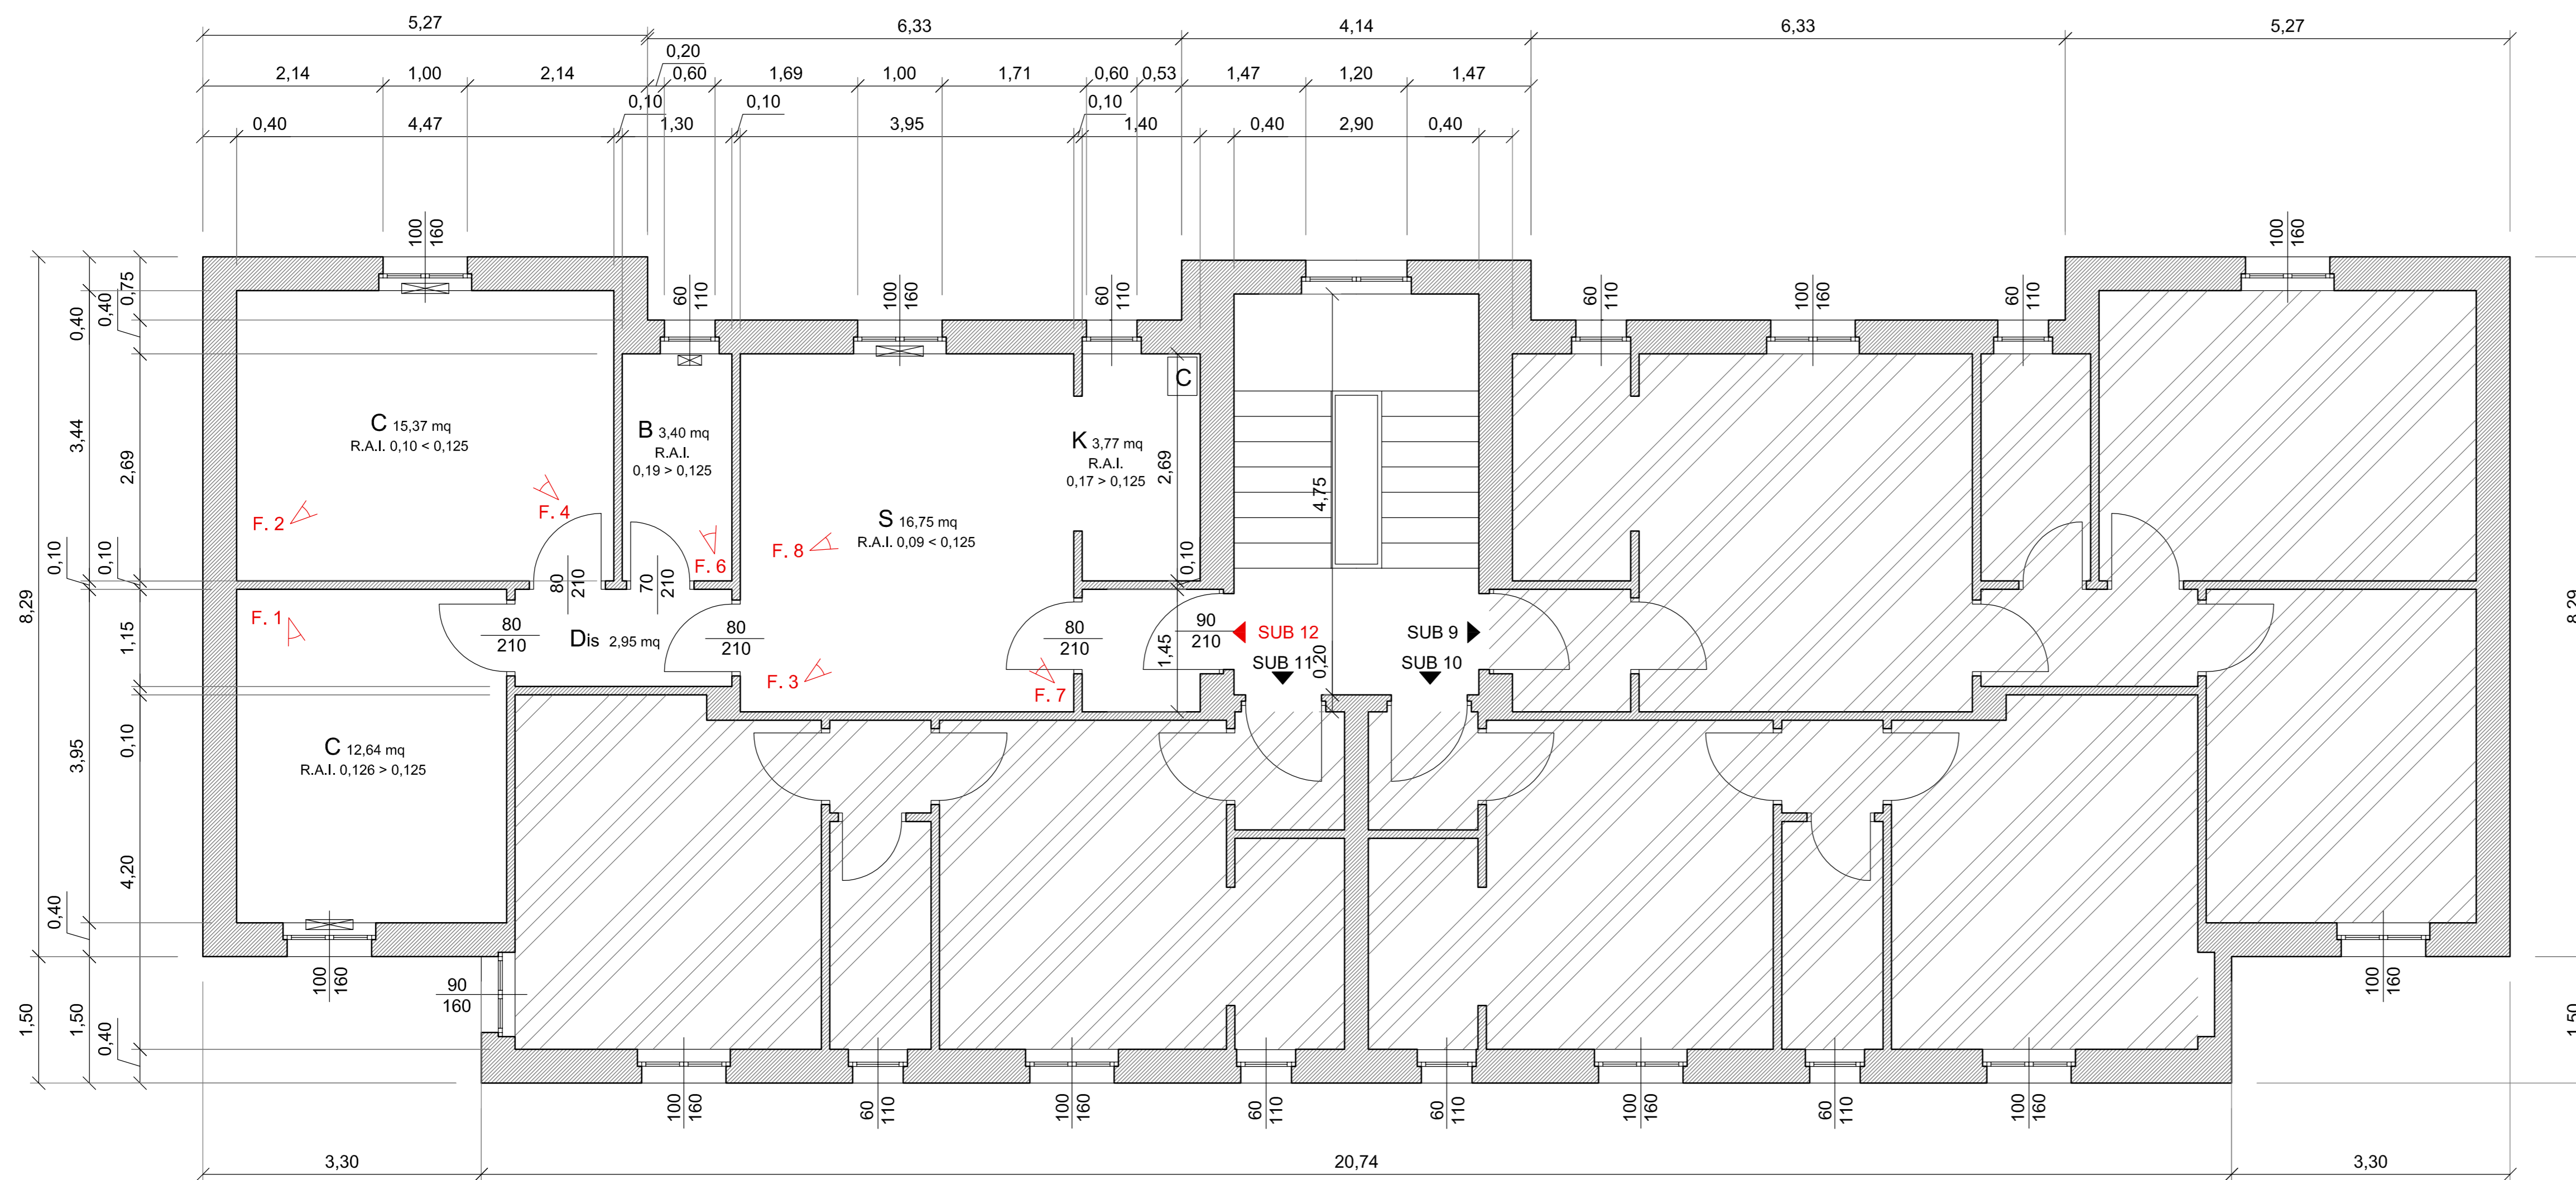 5,27 6,33 4,14 6,33 5,27
0,20
2,14 1,00 2,14 0,60 1,69 1,00 1,71 0,60 0,53 1,47 1,20 1,47
0,10 0,10 0,10
0,40 4,47 1,30 3,95 1,40 0,40 2,90 0,40
100
160
60
110
100
160
60
110
60
110
100
160
60
110
100
160
0,75
0,40
0,40
3,44
2,69
0,10
0,10
8,29
1,15
0,10
3,95
4,20
0,40
1,50
1,50
0,40
C 15,37 mq
R.A.I. 0,10 < 0,125
B 3,40 mq
R.A.I.
0,19 > 0,125
C
K 3,77 mq
R.A.I.
0,17 > 0,125
2,69
4,75
S 16,75 mq
R.A.I. 0,09 < 0,125
F. 2
F. 4
F. 6
F. 8
0,10
80
210
70
210
F. 1
80
210
Dis 2,95 mq
80
210
80
210
90
210
1,45
SUB 12
SUB 11
0,20
SUB 9
SUB 10
F. 3
F. 7
C 12,64 mq
R.A.I. 0,126 > 0,125
8,29
1,50
100
160
90
160
100
160
100
160
60
110
100
160
60
110
60
110
100
160
60
110
100
160
3,30 20,74 3,30